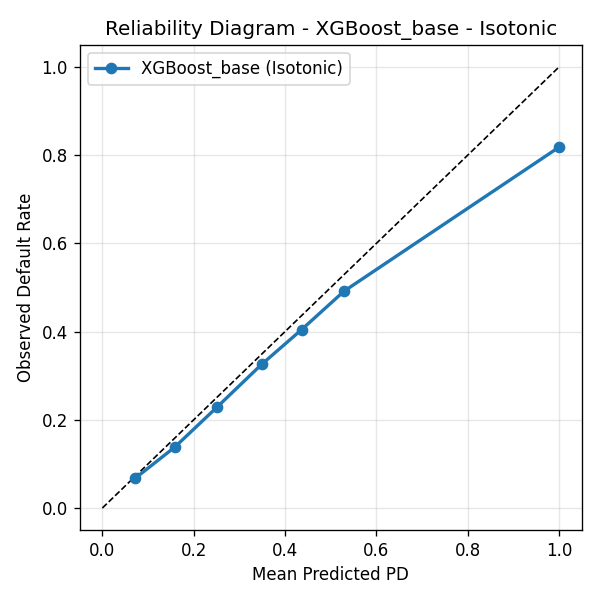 Reliability Diagram - XGBoost_base - Isotonic
XGBoost_base (Isotonic)
1.0
0.8
0.6
0.4
0.2
0.0
Observed Default Rate
0.0 0.2 0.4 0.6 0.8 1.0
Mean Predicted PD